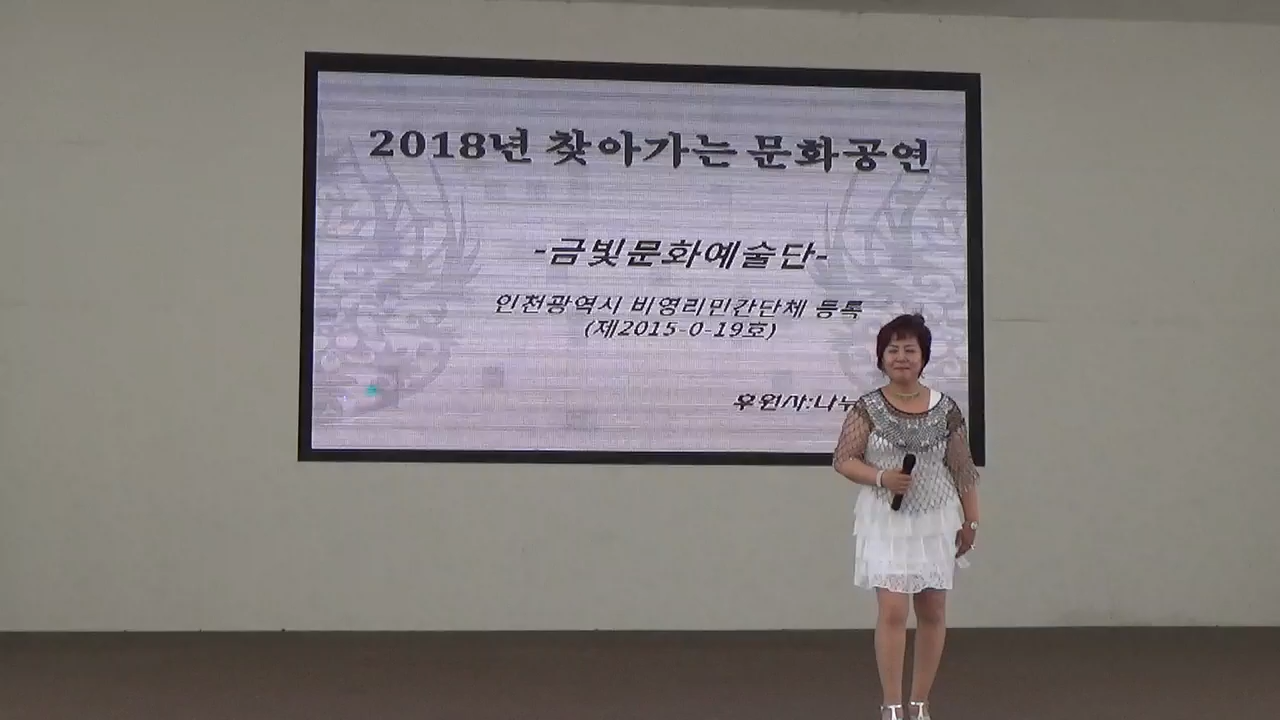 2018년 찾아가는 문화공연
-금빛문화예술단-
인천광역시 비영리민간단체 등록
(제2015-0-19호)
후원사:나누